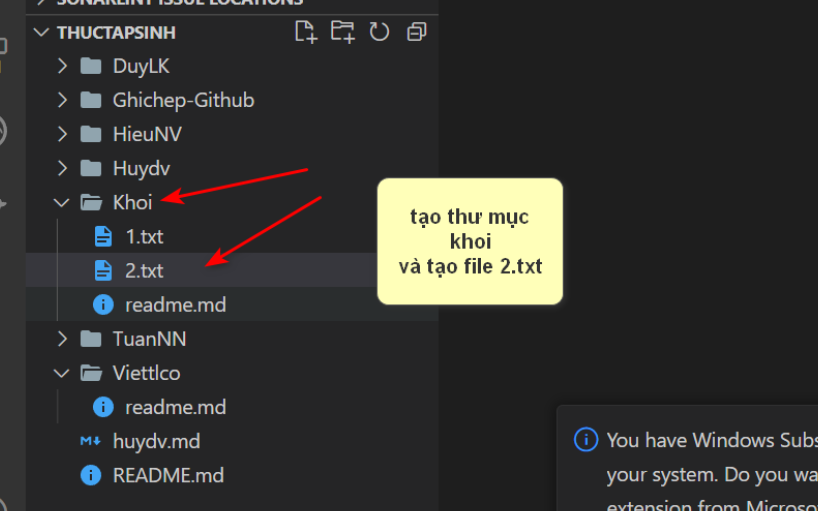 SONARLINT ISSUE LOCATIONS
THUCTAPSINH
DuyLK
Ghichep-Github
HieuNV
Huydv
Khoi
1.txt
2.txt
readme.md
TuanNN
Viettlco
readme.md
huydv.md
README.md
tạo thư mục
khoi
và tạo file 2.txt
You have Windows Subs
your system. Do you wa
extension from Microso